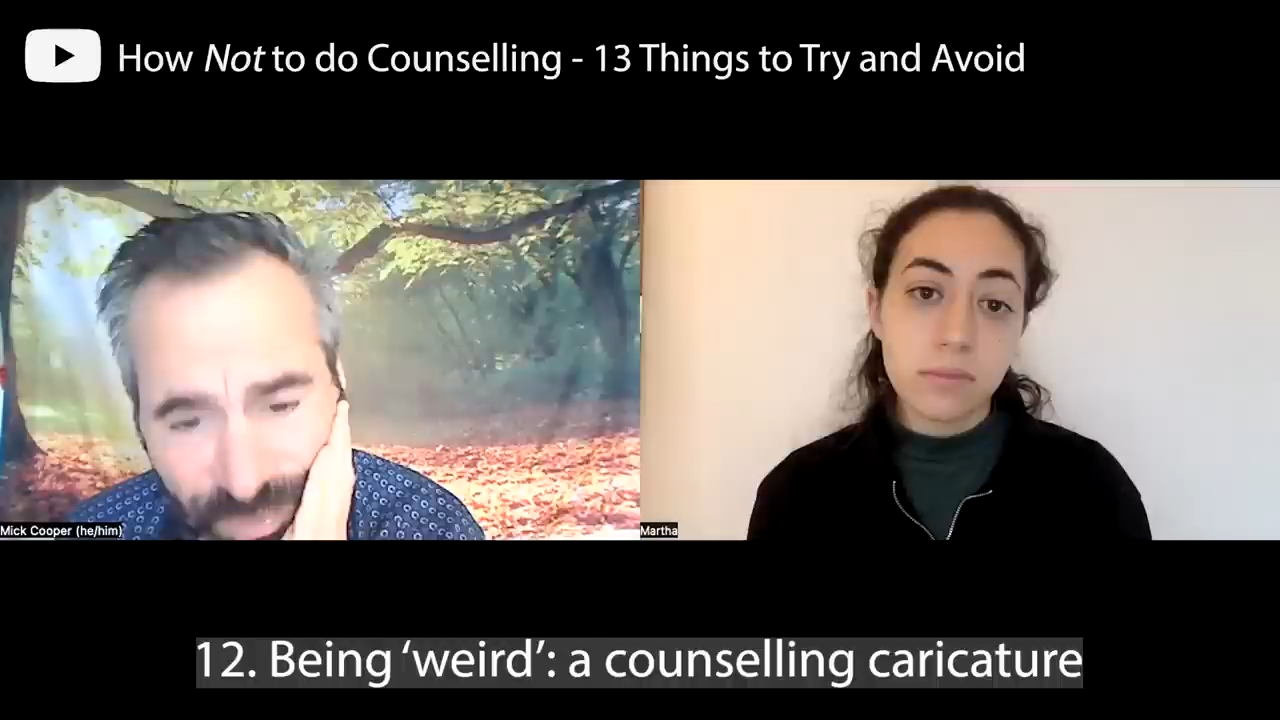 How Not to do Counselling - 13 Things to Try and Avoid
Mick Cooper (he/him)
Martha
12. Being ‘weird’: a counselling caricature